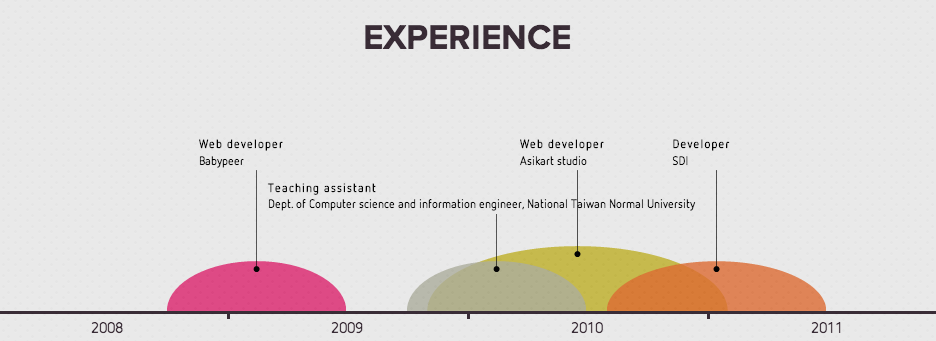 EXPERIENCE
Web developer
Babypeer
Web developer
Asikart studio
Developer
SDI
Teaching assistant
Dept. of Computer science and information engineer, National Taiwan Normal University
2008
2009
2010
2011